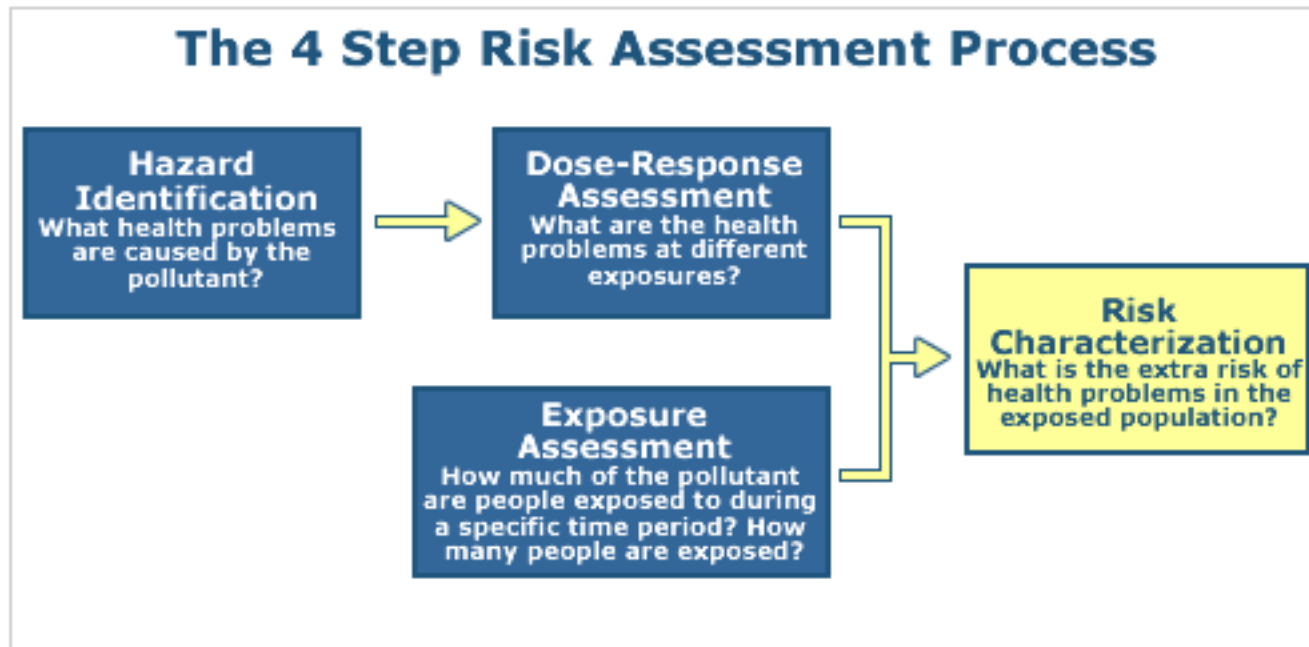 The 4 Step Risk Assessment Process
Hazard
Identification
What health problems
are caused by the
pollutant?
Dose-Response
Assessment
What are the health
problems at different
exposures?
Exposure
Assessment
How much of the pollutant
are people exposed to during
a specific time period? How
many people are exposed?
Risk
Characterization
What is the extra risk of
health problems in the
exposed population?